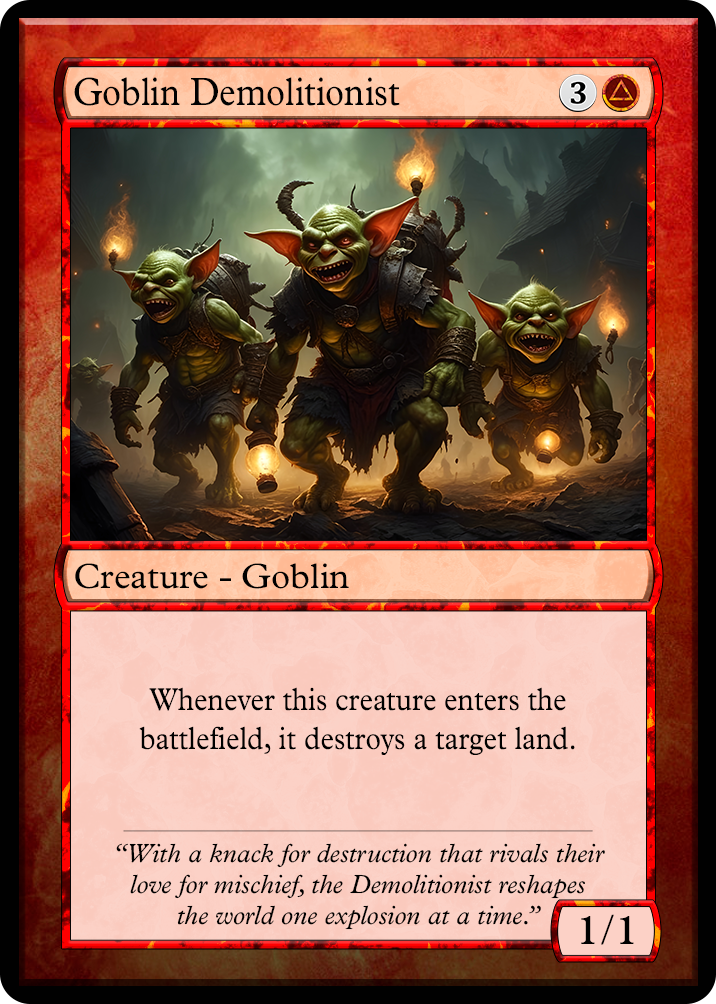 Goblin Demolitionist 3
Creature - Goblin
Whenever this creature enters the
battlefield, it destroys a target land.
“With a knack for destruction that rivals their
love for mischief, the Demolitionist reshapes
the world one explosion at a time.”
1/1